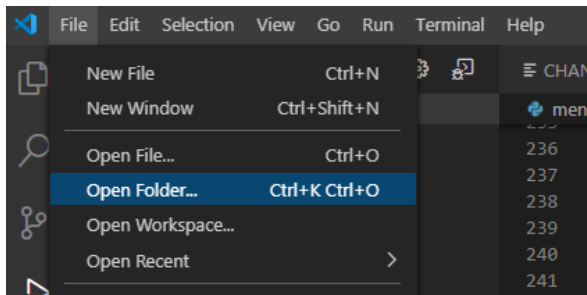 File Edit Selection View Go Run Terminal Help
New File Ctrl+N
New Window Ctrl+Shift+N
Open File... Ctrl+O
Open Folder... Ctrl+K Ctrl+O
Open Workspace...
Open Recent
CHAN
men
236
237
238
239
240
241